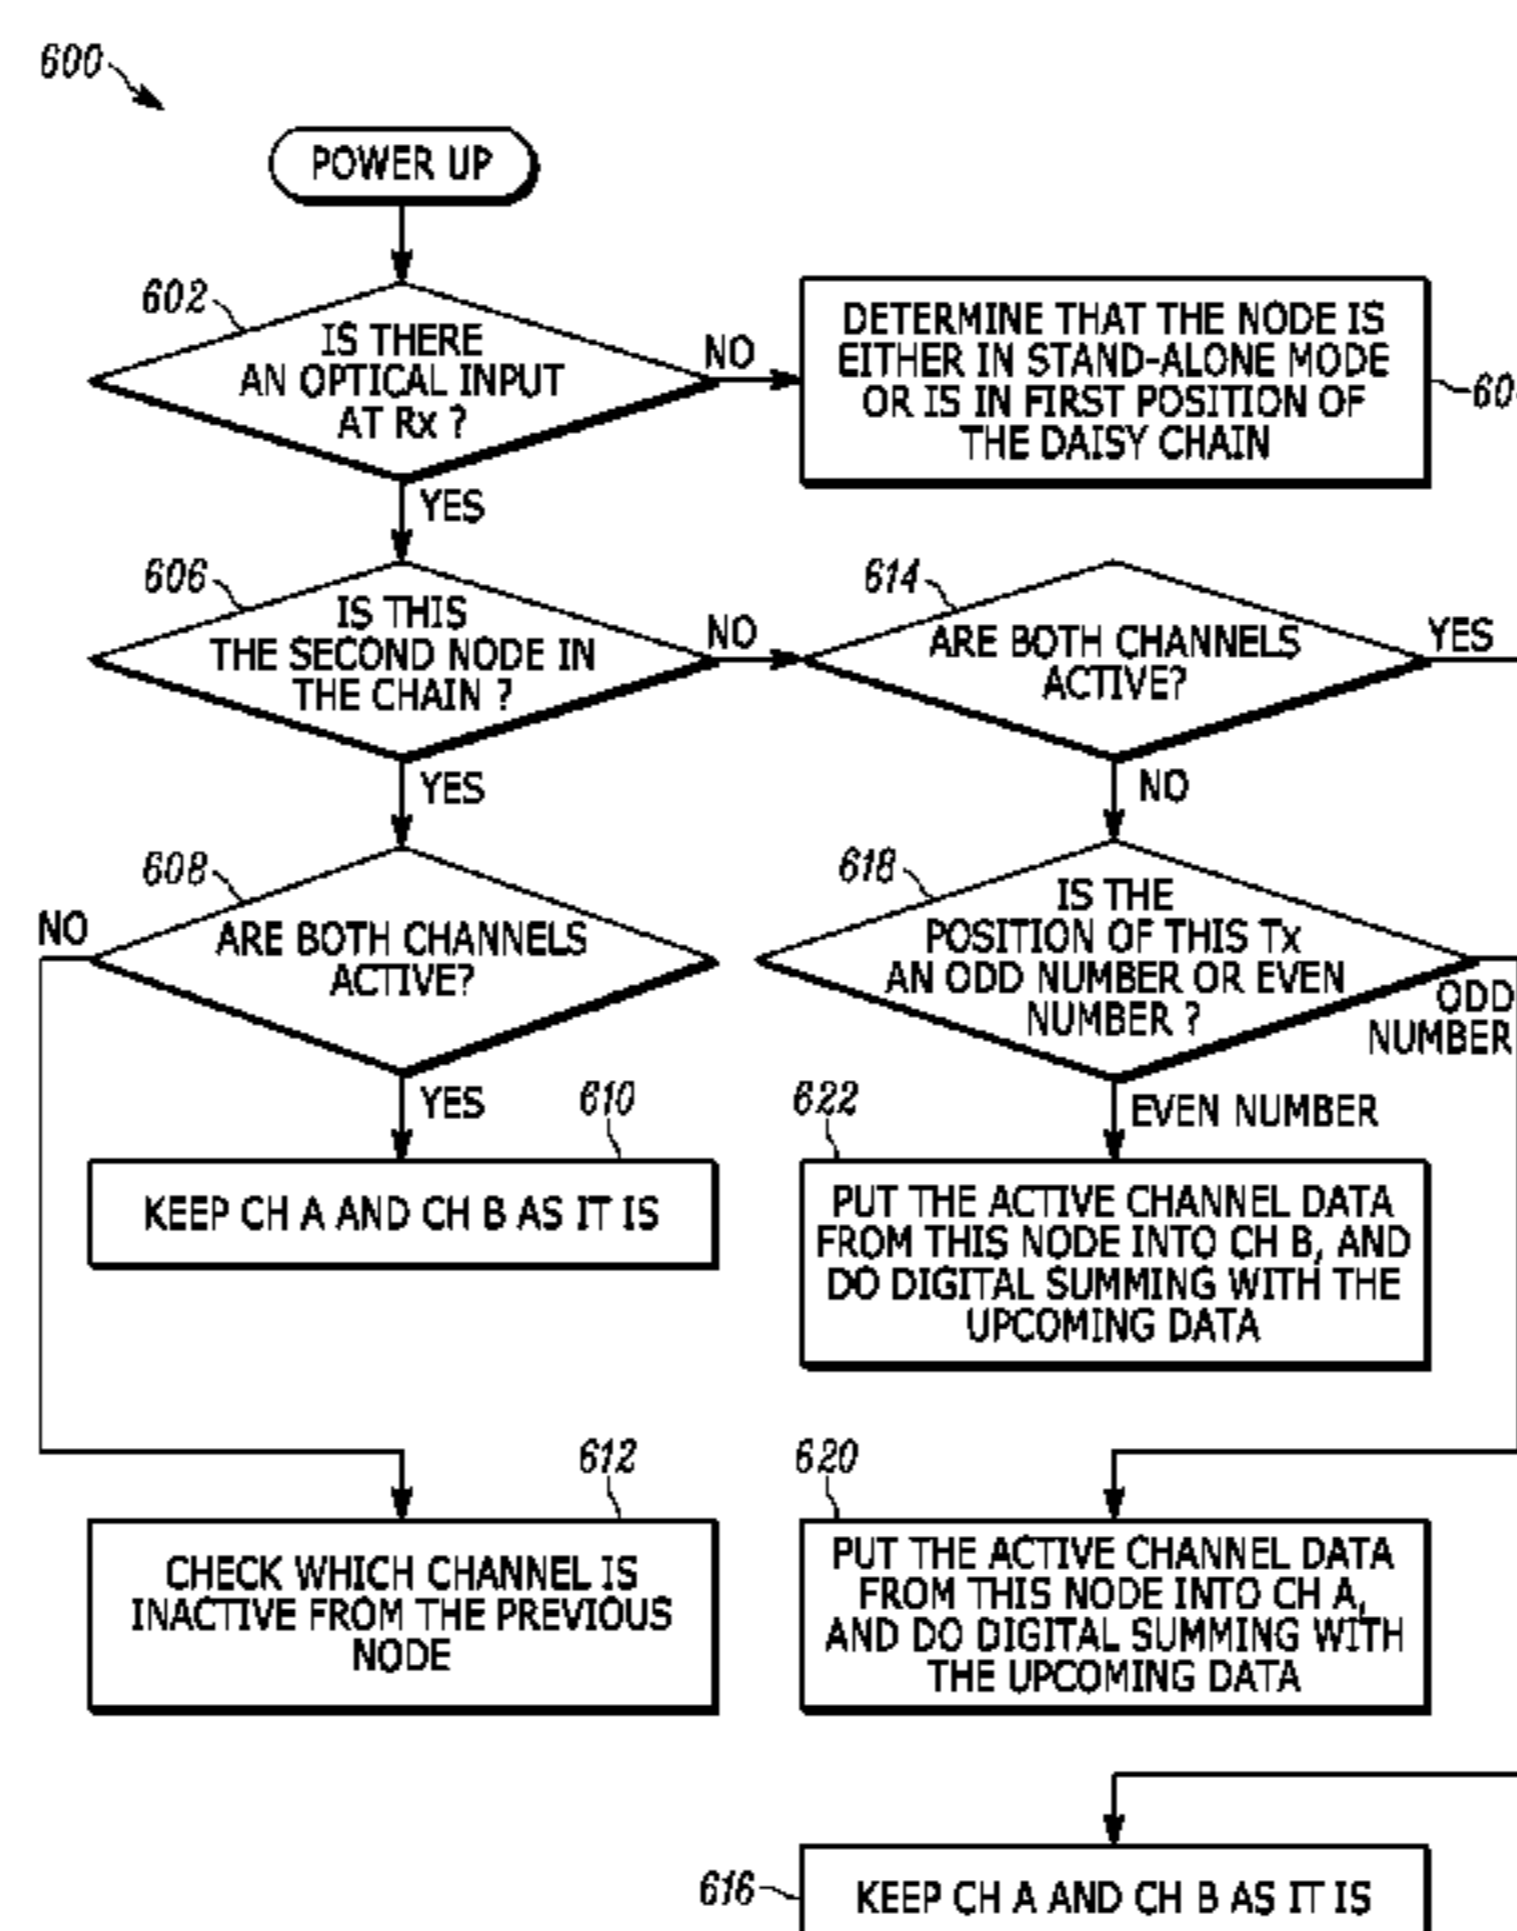 600
POWER UP
602
IS THERE
AN OPTICAL INPUT
AT Rx ?
NO
DETERMINE THAT THE NODE IS
EITHER IN STAND-ALONE MODE
OR IS IN FIRST POSITION OF
THE DAISY CHAIN
YES
606
IS THIS
THE SECOND NODE IN
THE CHAIN ?
NO
614
ARE BOTH CHANNELS
ACTIVE?
YES
YES
NO
608
ARE BOTH CHANNELS
ACTIVE?
NO
618
IS THE
POSITION OF THIS Tx
AN ODD NUMBER OR EVEN
NUMBER ?
ODD
NUMBER
YES
610
KEEP CH A AND CH B AS IT IS
EVEN NUMBER
622
PUT THE ACTIVE CHANNEL DATA
FROM THIS NODE INTO CH B, AND
DO DIGITAL SUMMING WITH THE
UPCOMING DATA
612
CHECK WHICH CHANNEL IS
INACTIVE FROM THE PREVIOUS
NODE
620
PUT THE ACTIVE CHANNEL DATA
FROM THIS NODE INTO CH A,
AND DO DIGITAL SUMMING WITH
THE UPCOMING DATA
616
KEEP CH A AND CH B AS IT IS